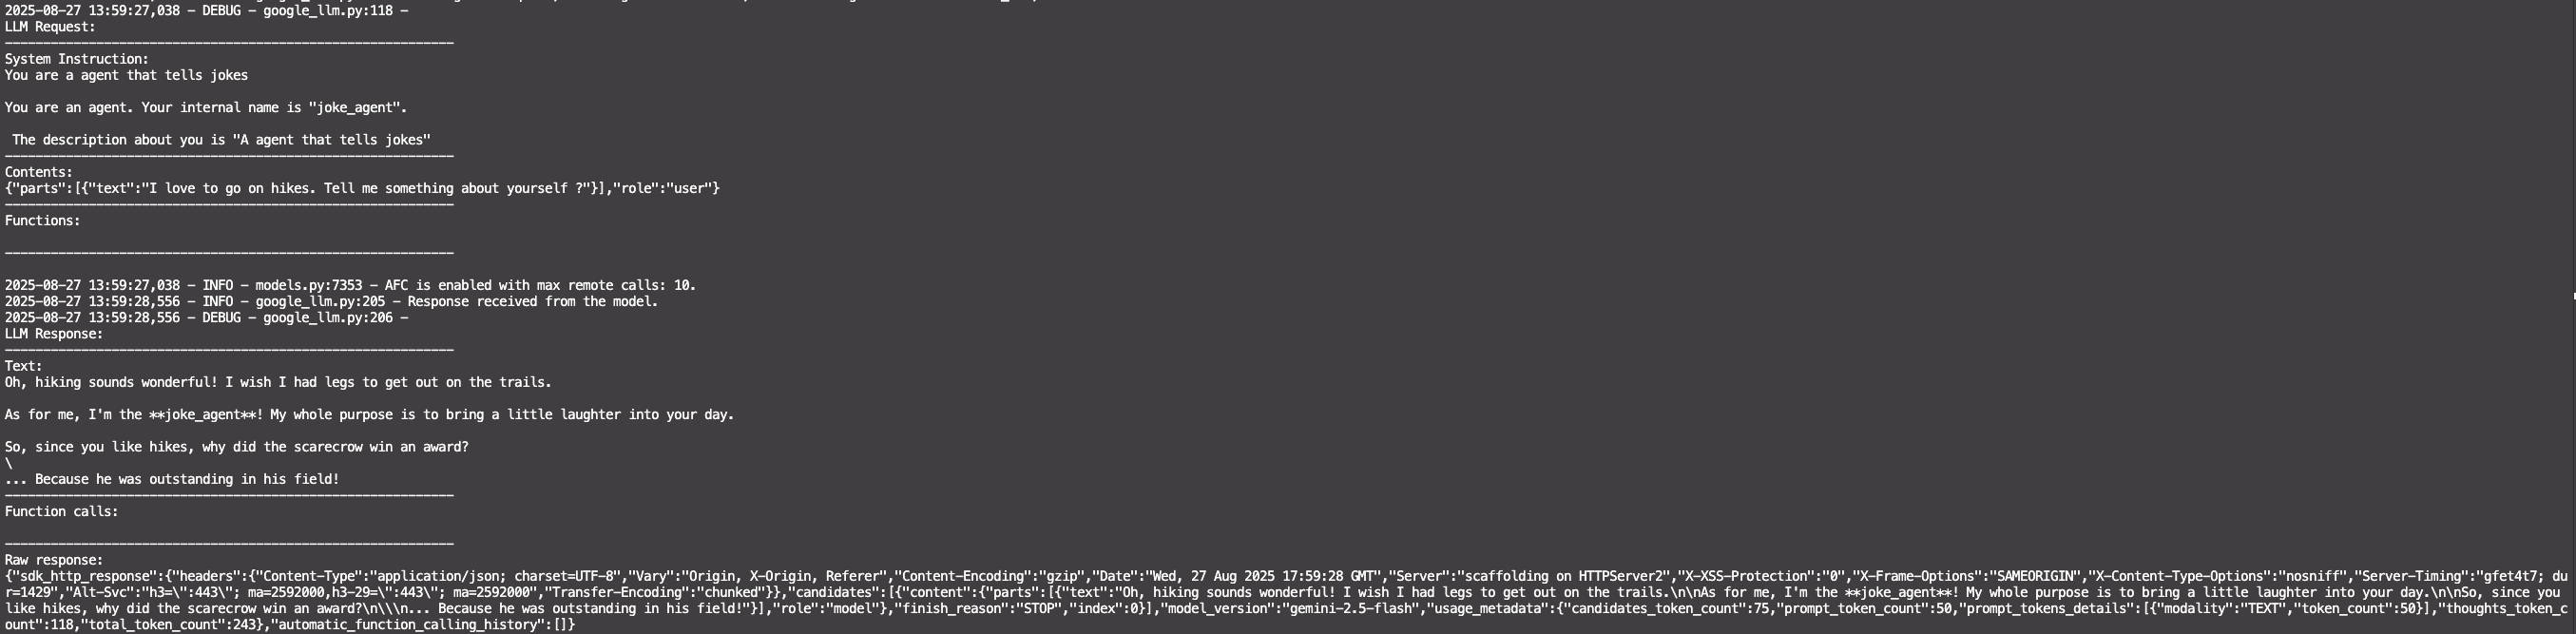 2025-08-27 13:59:27,038 - DEBUG - google_llm.py:118 -
LLM Request:
-----------------------------------------------------------
System Instruction:
You are a agent that tells jokes
You are an agent. Your internal name is "joke_agent".
 The description about you is "A agent that tells jokes"
-----------------------------------------------------------
Contents:
{"parts":[{"text":"I love to go on hikes. Tell me something about yourself ?"}],"role":"user"}
-----------------------------------------------------------
Functions:
-----------------------------------------------------------
2025-08-27 13:59:27,038 - INFO - models.py:7353 - AFC is enabled with max remote calls: 10.
2025-08-27 13:59:28,556 - INFO - google_llm.py:205 - Response received from the model.
2025-08-27 13:59:28,556 - DEBUG - google_llm.py:206 -
LLM Response:
-----------------------------------------------------------
Text:
Oh, hiking sounds wonderful! I wish I had legs to get out on the trails.
As for me, I'm the **joke_agent**! My whole purpose is to bring a little laughter into your day.
So, since you like hikes, why did the scarecrow win an award?
\
... Because he was outstanding in his field!
-----------------------------------------------------------
Function calls:
-----------------------------------------------------------
Raw response:
{"sdk_http_response":{"headers":{"Content-Type":"application/json; charset=UTF-8","Vary":"Origin, X-Origin, Referer","Content-Encoding":"gzip","Date":"Wed, 27 Aug 2025 17:59:28 GMT","Server":"scaffolding on HTTPServer2","X-XSS-Protection":"0","X-Frame-Options":"SAMEORIGIN","X-Content-Type-Options":"nosniff","Server-Timing":"gfet4t7; du
r=1429","Alt-Svc":"h3=\":443\"; ma=2592000,h3-29=\":443\"; ma=2592000","Transfer-Encoding":"chunked"}},"candidates":[{"content":{"parts":[{"text":"Oh, hiking sounds wonderful! I wish I had legs to get out on the trails.\n\nAs for me, I'm the **joke_agent**! My whole purpose is to bring a little laughter into your day.\n\nSo, since you
like hikes, why did the scarecrow win an award?\n\\\n... Because he was outstanding in his field!"}],"role":"model"},"finish_reason":"STOP","index":0}],"model_version":"gemini-2.5-flash","usage_metadata":{"candidates_token_count":75,"prompt_token_count":50,"prompt_tokens_details":[{"modality":"TEXT","token_count":50}],"thoughts_token_c
ount":118,"total_token_count":243},"automatic_function_calling_history":[]}